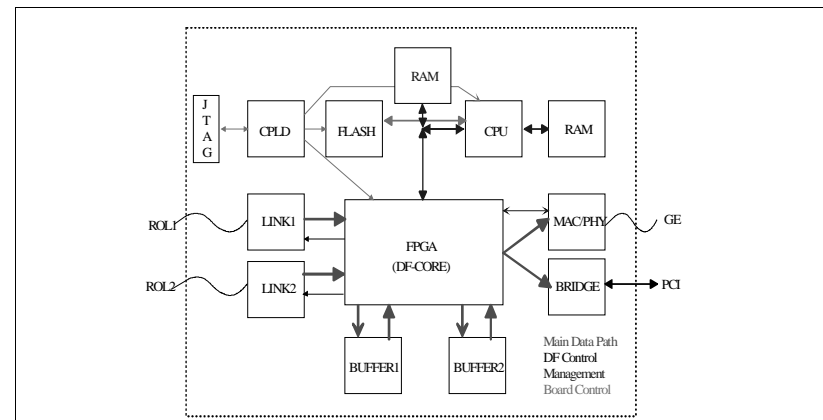 RAM
J
T
A
G
CPLD
FLASH
CPU
RAM
ROL1
LINK1
FPGA
(DF-CORE)
MAC/PHY
GE
ROL2
LINK2
BRIDGE
PCI
BUFFER1
BUFFER2
Main Data Path
DF Control
Management
Board Control